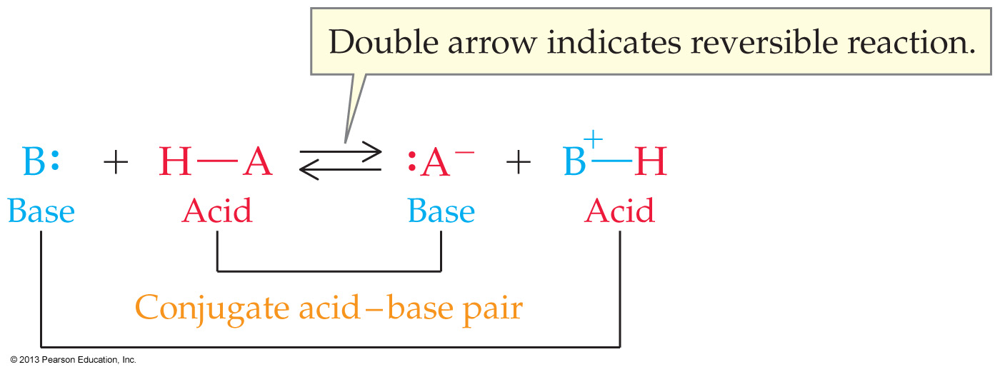 Double arrow indicates reversible reaction.
B: + H—A ⇌ :A⁻ + B⁺—H
Base Acid Base Acid
Conjugate acid–base pair
© 2013 Pearson Education, Inc.